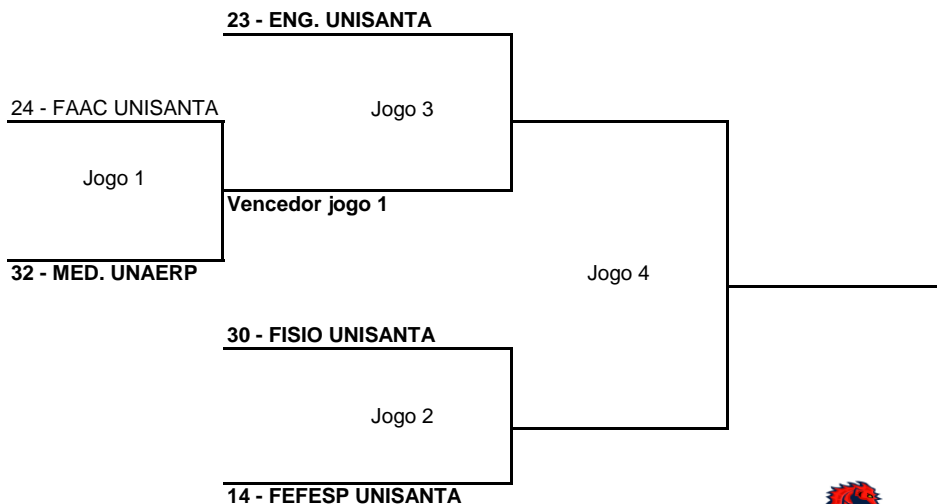 23 - ENG. UNISANTA
24 - FAAC UNISANTA
Jogo 3
Jogo 1
Vencedor jogo 1
32 - MED. UNAERP
Jogo 4
30 - FISIO UNISANTA
Jogo 2
14 - FEFESP UNISANTA